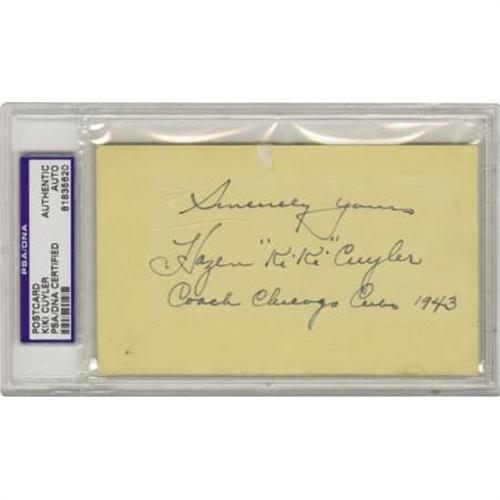 PSA/DNA
POSTCARD
KIKI CUYLER
PSA/DNA CERTIFIED
AUTHENTIC
AUTO
81835620
Sincerely yours
Hazen "Ki-Ki" Cuyler
Coach Chicago Cubs 1943